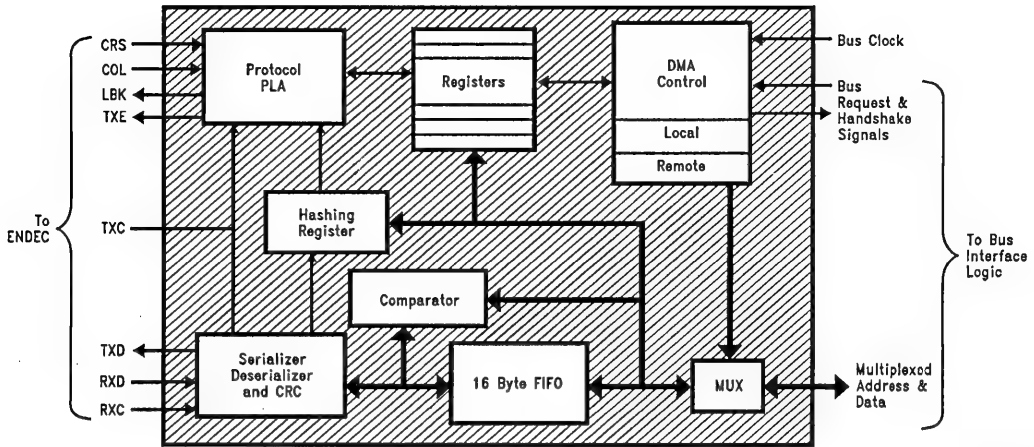 CRS
COL
LBK
TXE
To
ENDEC
TXC
TXD
RXD
RXC
Protocol
PLA
Registers
DMA
Control
Local
Remote
Hashing
Register
Comparator
Serializer
Deserializer
and CRC
16 Byte FIFO
MUX
Bus Clock
Bus
Request &
Handshake
Signals
To Bus
Interface
Logic
Multiplexod
Address &
Data